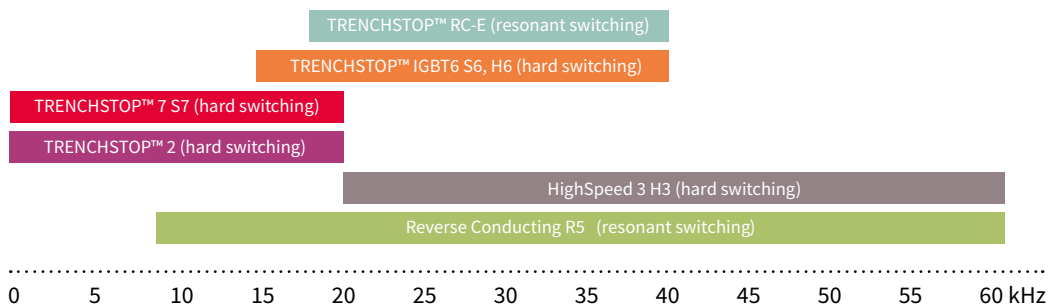 TRENCHSTOP™ RC-E (resonant switching)
TRENCHSTOP™ IGBT6 S6, H6 (hard switching)
TRENCHSTOP™ 7 S7 (hard switching)
TRENCHSTOP™ 2 (hard switching)
HighSpeed 3 H3 (hard switching)
Reverse Conducting R5 (resonant switching)
0 5 10 15 20 25 30 35 40 45 50 55 60 kHz